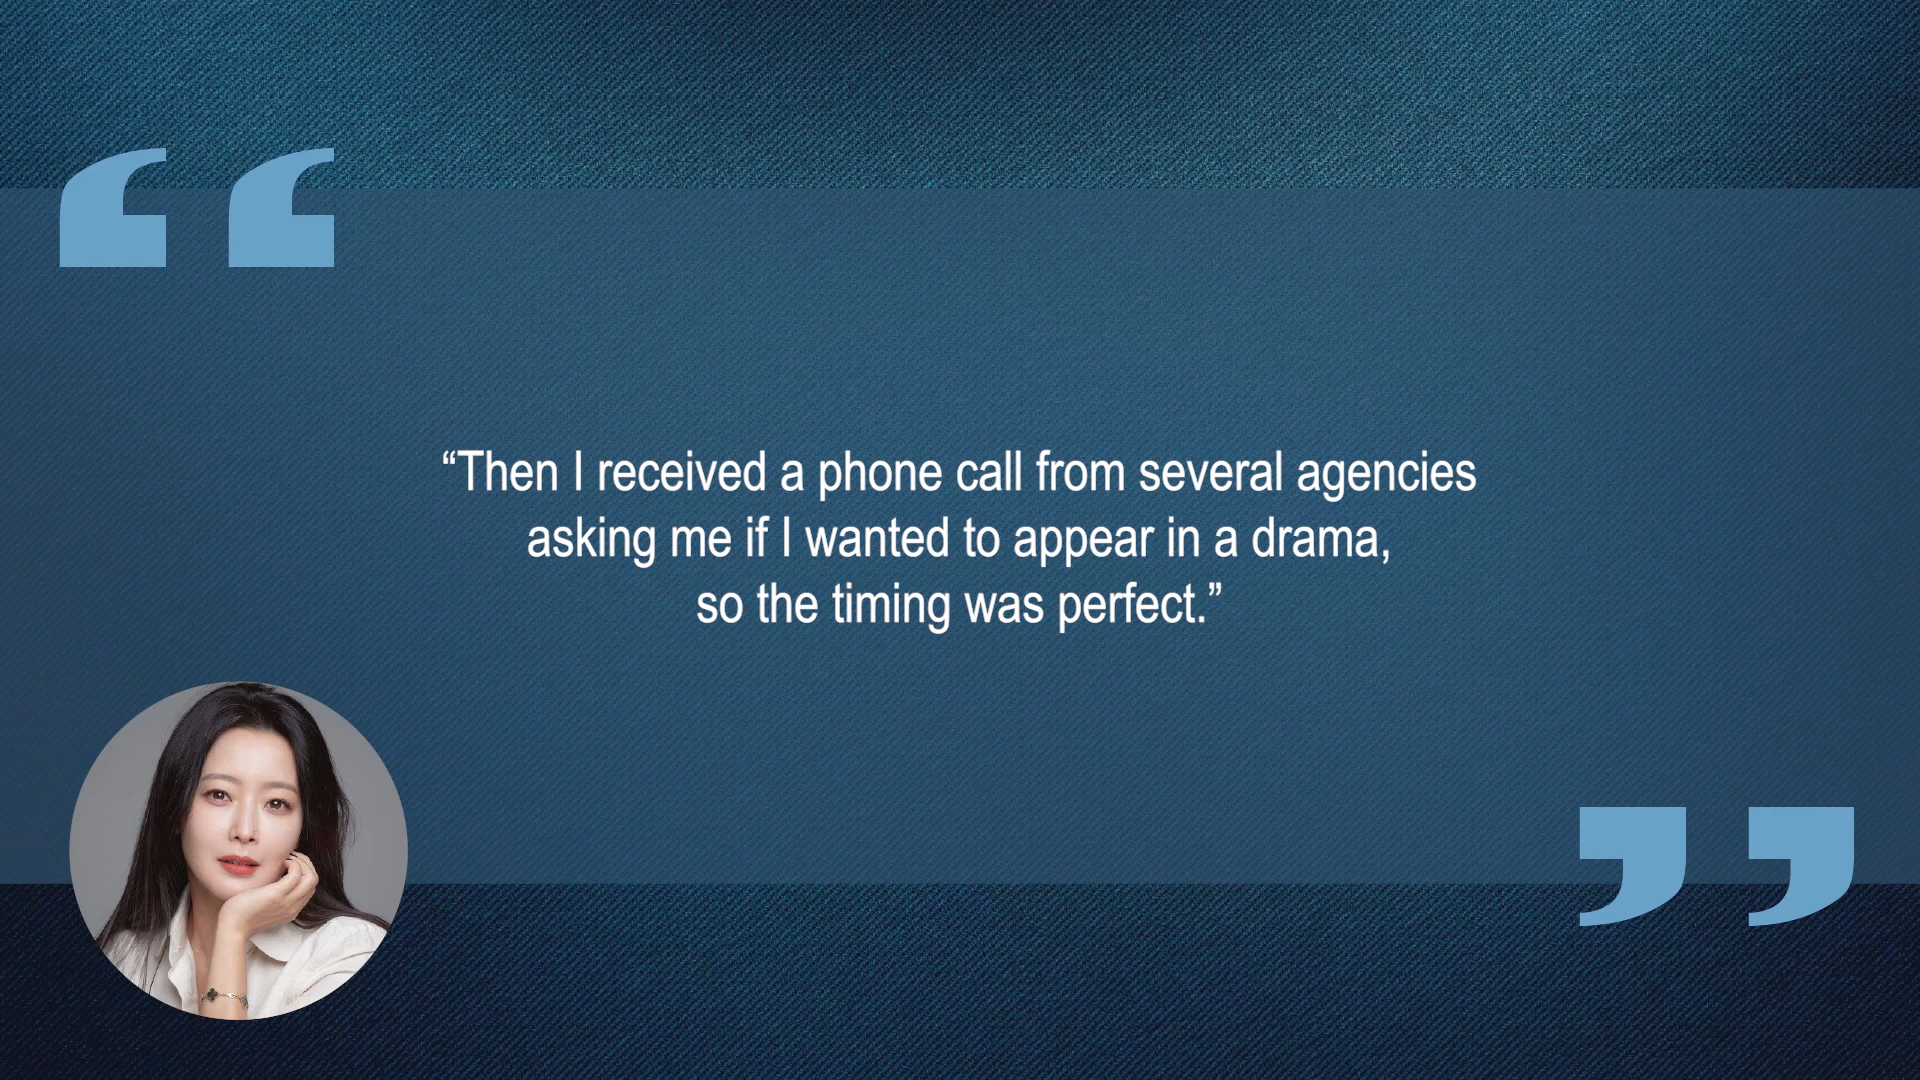 “Then I received a phone call from several agencies
asking me if I wanted to appear in a drama,
so the timing was perfect.”